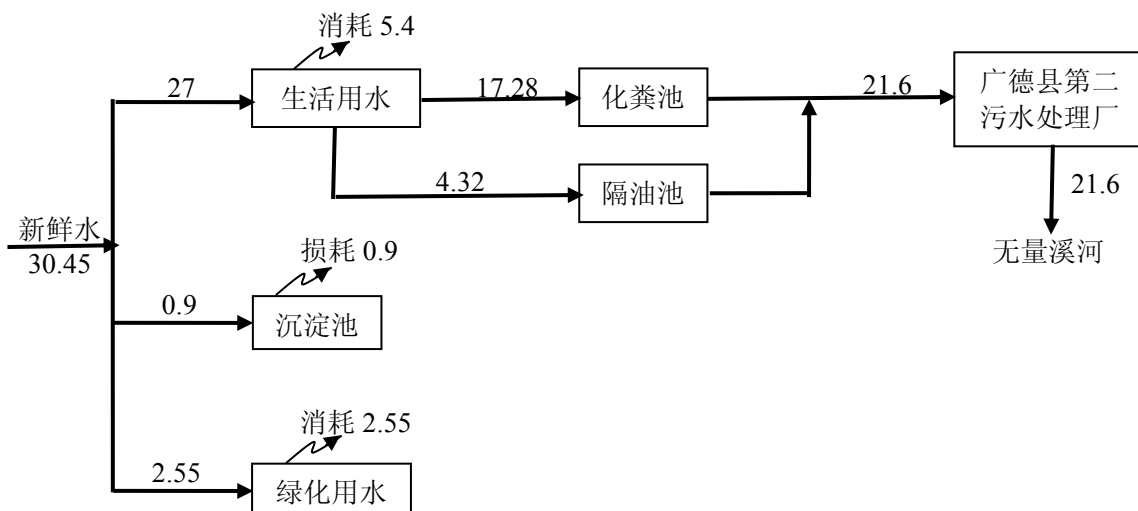 消耗 5.4
27
生活用水
17.28
化粪池
21.6
广德县第二
污水处理厂
4.32
隔油池
21.6
新鲜水
30.45
无量溪河
损耗 0.9
0.9
沉淀池
消耗 2.55
2.55
绿化用水